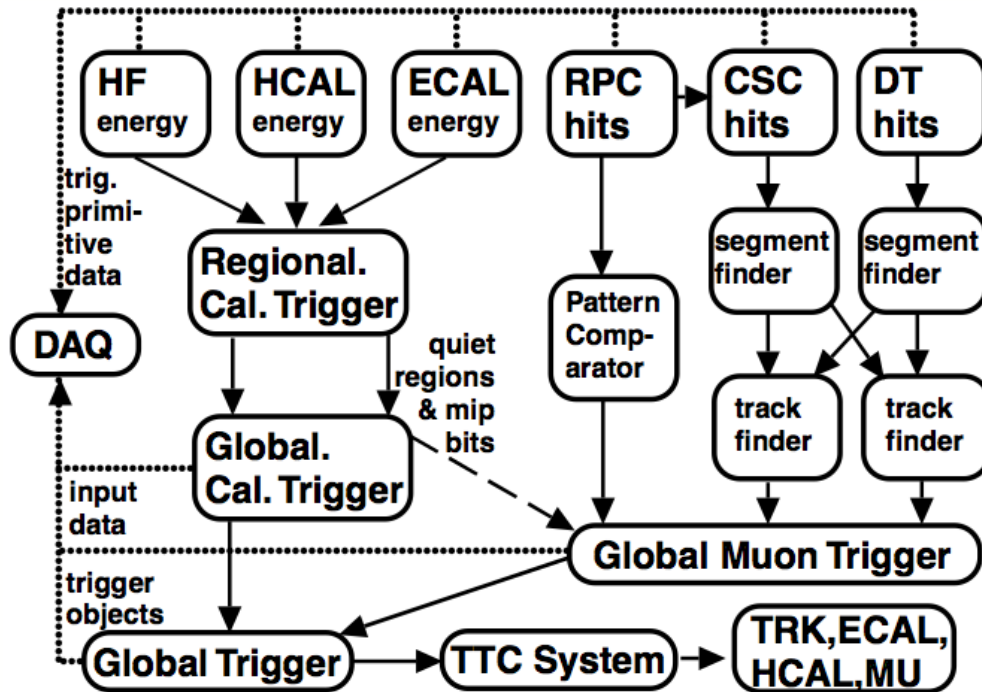 HF
energy
HCAL
energy
ECAL
energy
RPC
hits
CSC
hits
DT
hits
trig.
primi-
tive
data
Regional.
Cal. Trigger
segment
finder
segment
finder
Pattern
Comp-
arator
DAQ
quiet
regions
& mip
bits
track
finder
track
finder
Global.
Cal. Trigger
input
data
Global Muon Trigger
trigger
objects
Global Trigger
TTC System
TRK,ECAL,
HCAL,MU